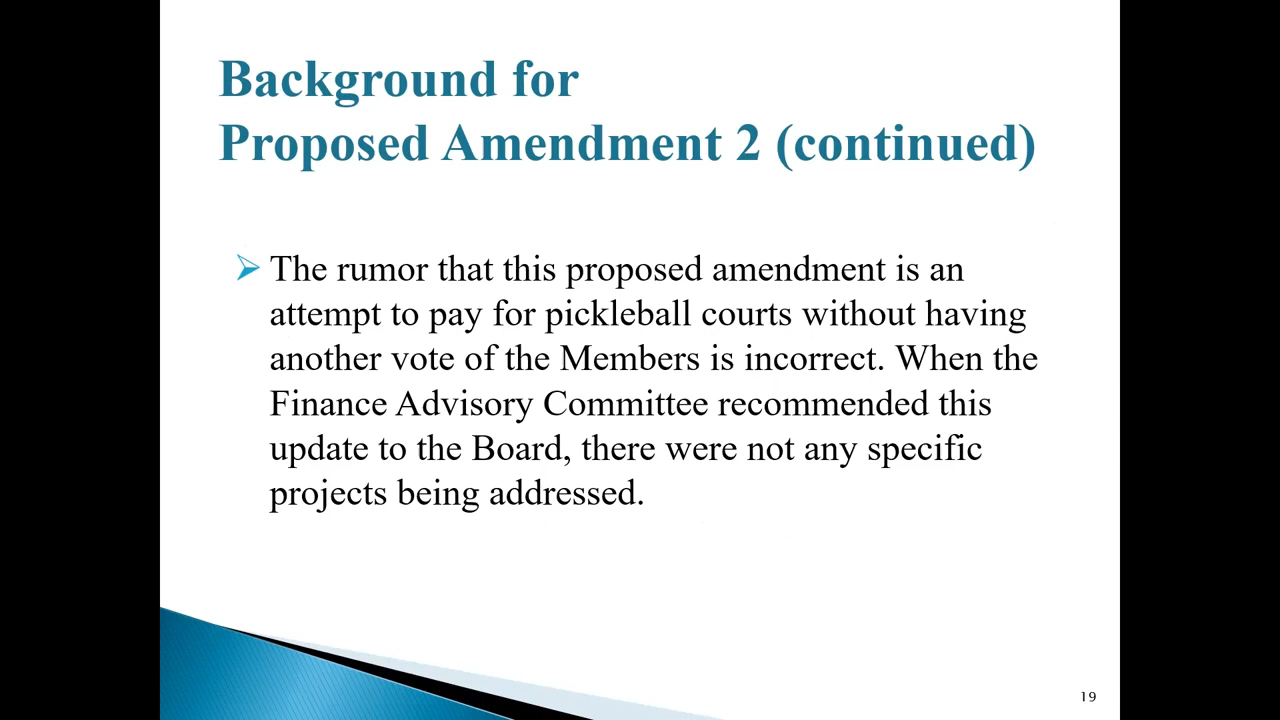 Background for
Proposed Amendment 2 (continued)
The rumor that this proposed amendment is an
attempt to pay for pickleball courts without having
another vote of the Members is incorrect. When the
Finance Advisory Committee recommended this
update to the Board, there were not any specific
projects being addressed.
19